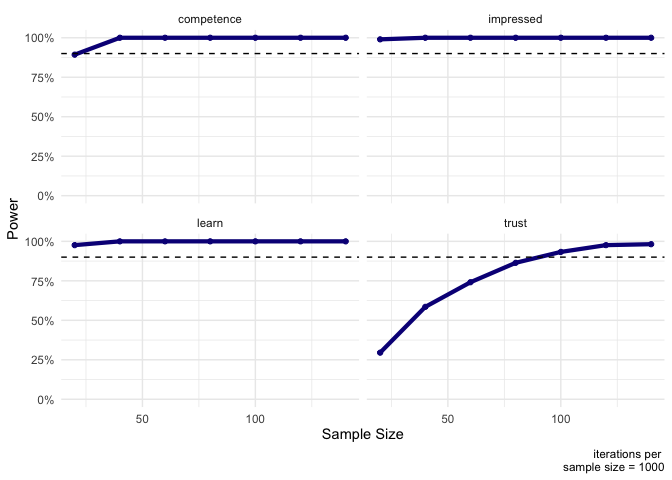 competence
impressed
100%
75%
50%
25%
0%
learn
trust
100%
75%
50%
25%
0%
50
100
50
100
Power
Sample Size
iterations per
sample size = 1000